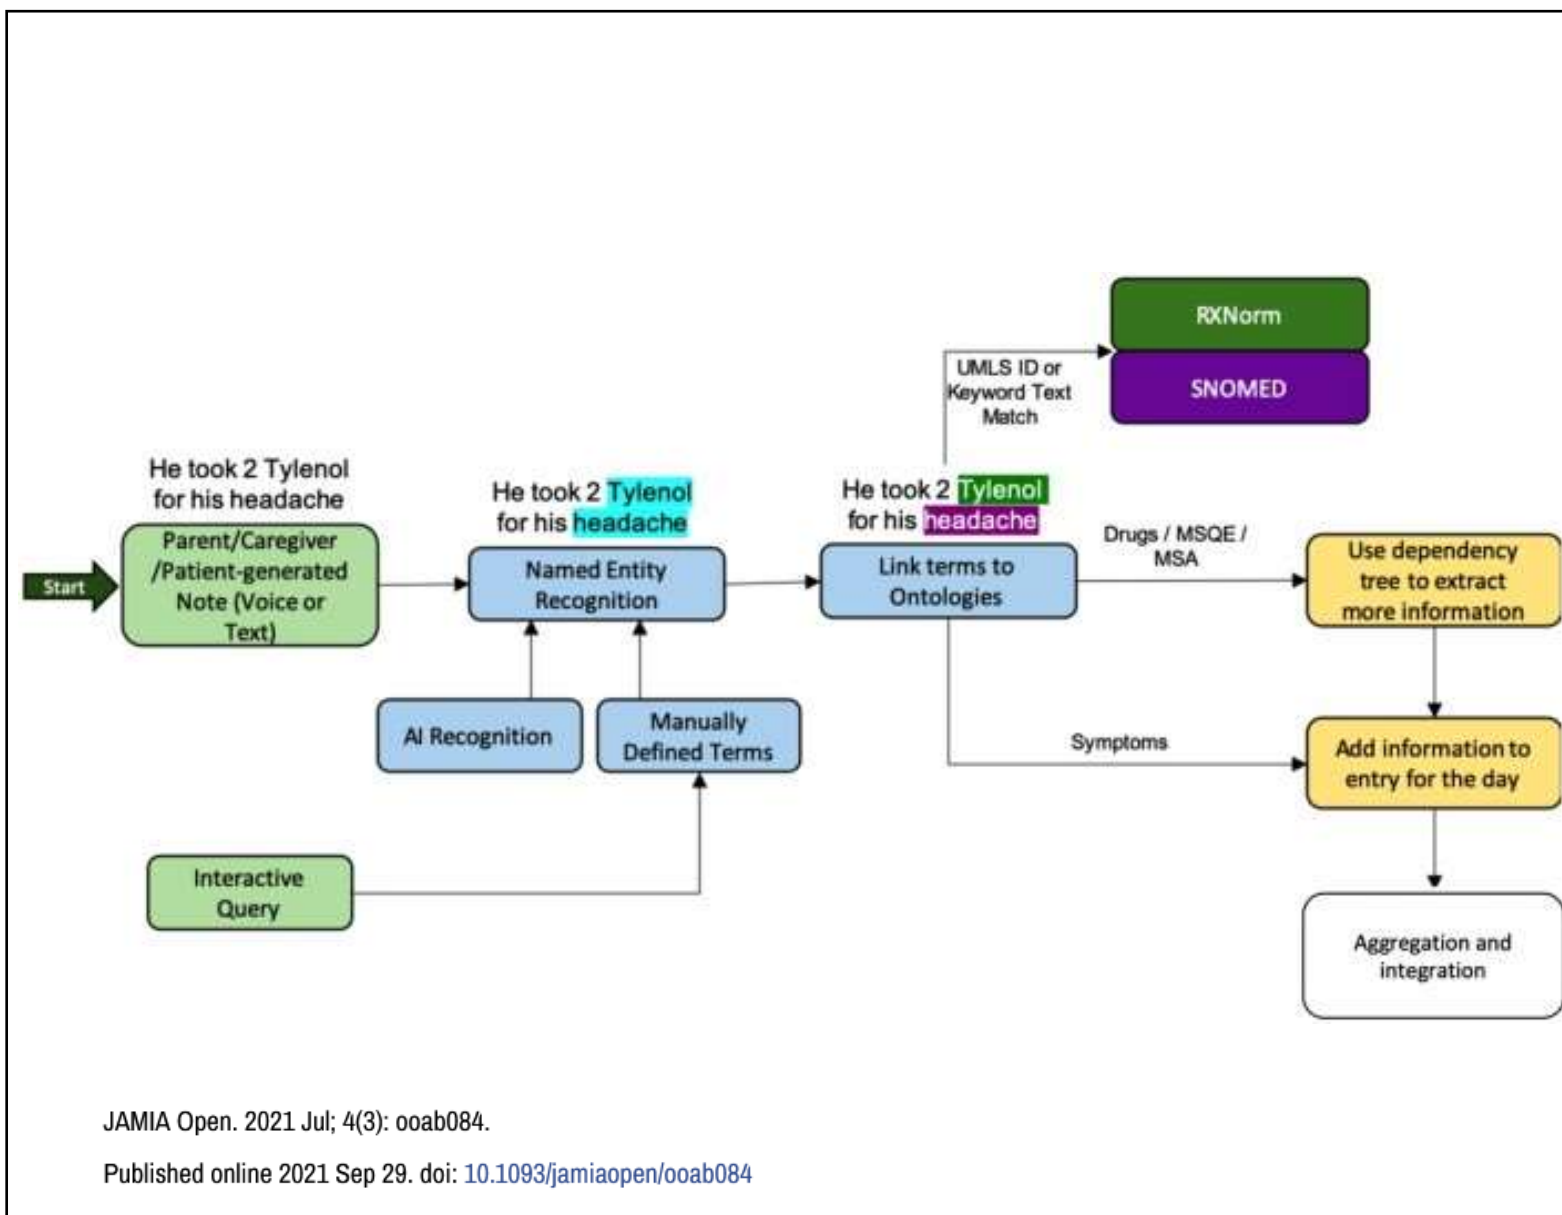 RXNorm
UMLS ID or
Keyword Text
Match
SNOMED
He took 2 Tylenol
for his headache
He took 2 Tylenol
for his headache
He took 2 Tylenol
for his headache
Start
Parent/Caregiver
/Patient-generated
Note (Voice or
Text)
Named Entity
Recognition
Link terms to
Ontologies
Drugs / MSQE /
MSA
Use dependency
tree to extract
more information
AI Recognition
Manually
Defined Terms
Symptoms
Add information to
entry for the day
Interactive
Query
Aggregation and
integration
JAMIA Open. 2021 Jul; 4(3): ooab084.
Published online 2021 Sep 29. doi: 10.1093/jamiaopen/ooab084